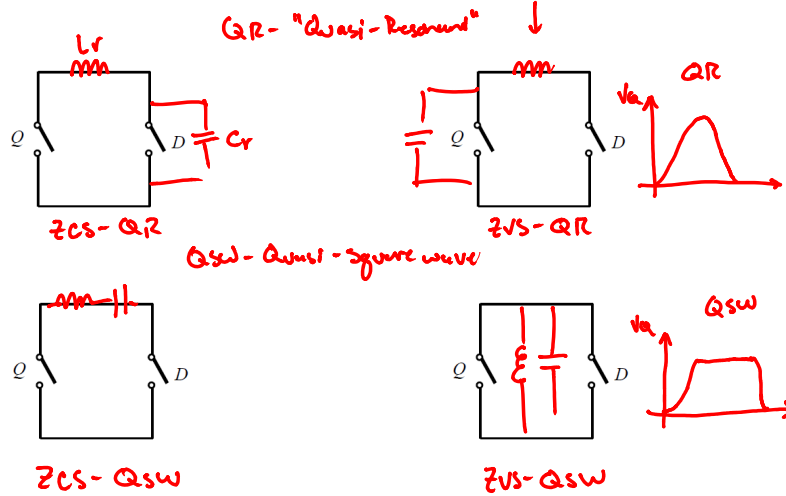 QR - "Quasi-Resonant"
Lr
Q
D
Cr
ZCS-QR
Q
D
ZVS-QR
VQ
QR
QSW - Quasi-square wave
Q
D
ZCS-QSW
Q
D
ZVS-QSW
VQ
QSW